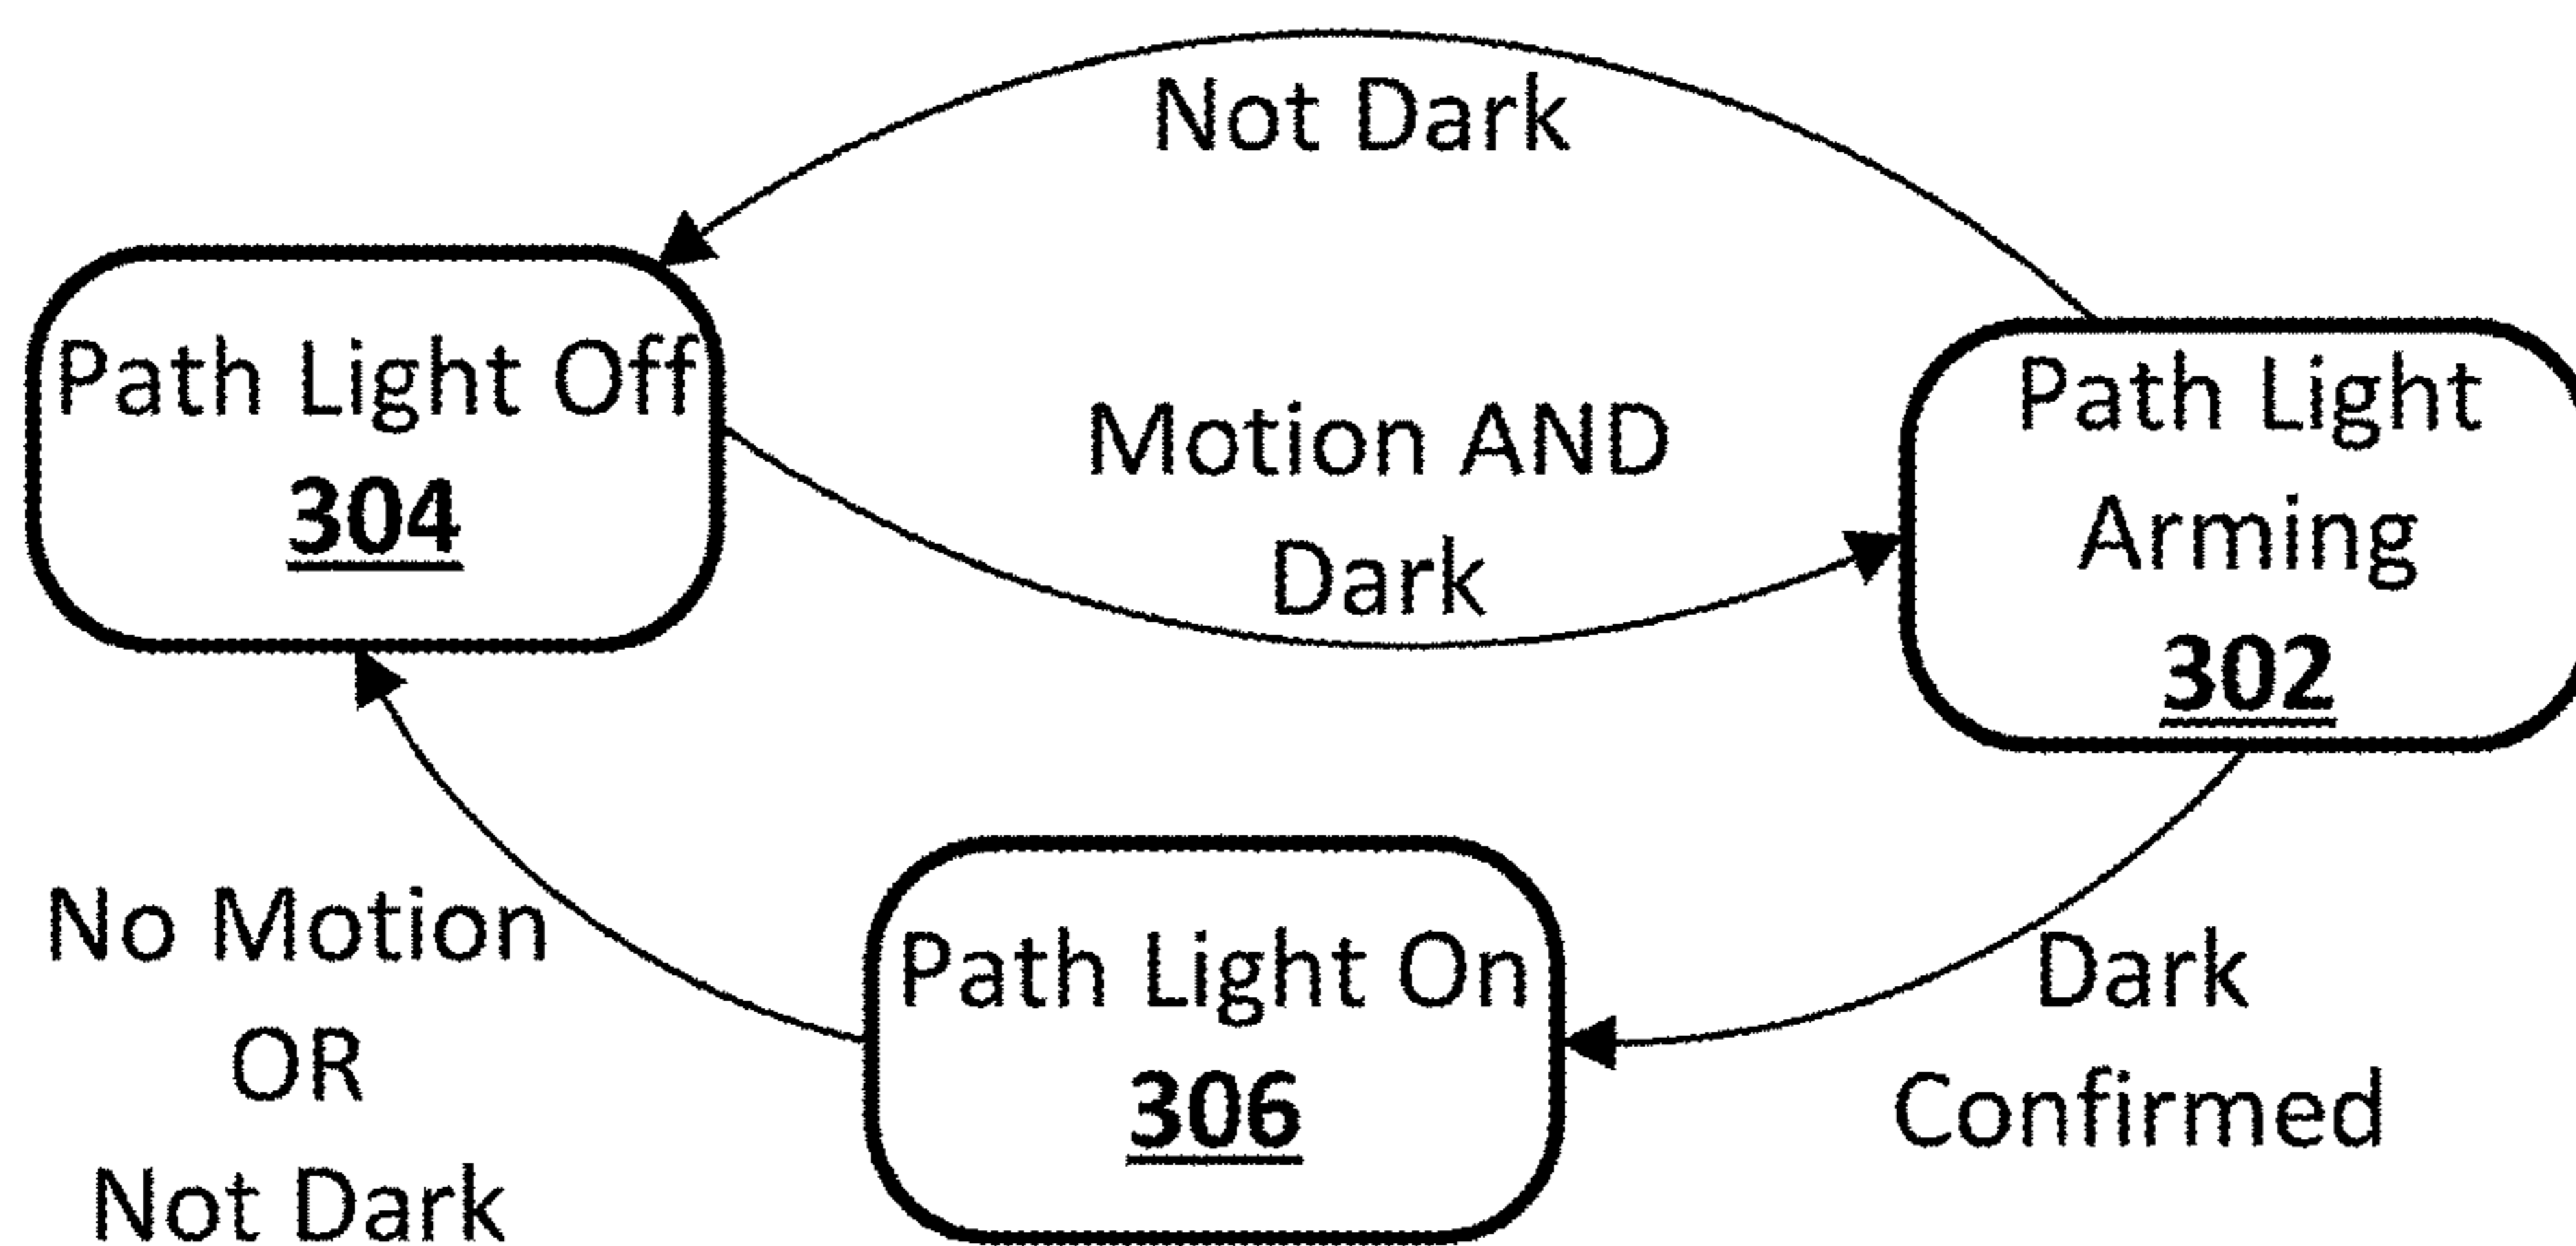 Not Dark
Path Light Off
304
Motion AND
Dark
Path Light
Arming
302
No Motion
OR
Not Dark
Path Light On
306
Dark
Confirmed